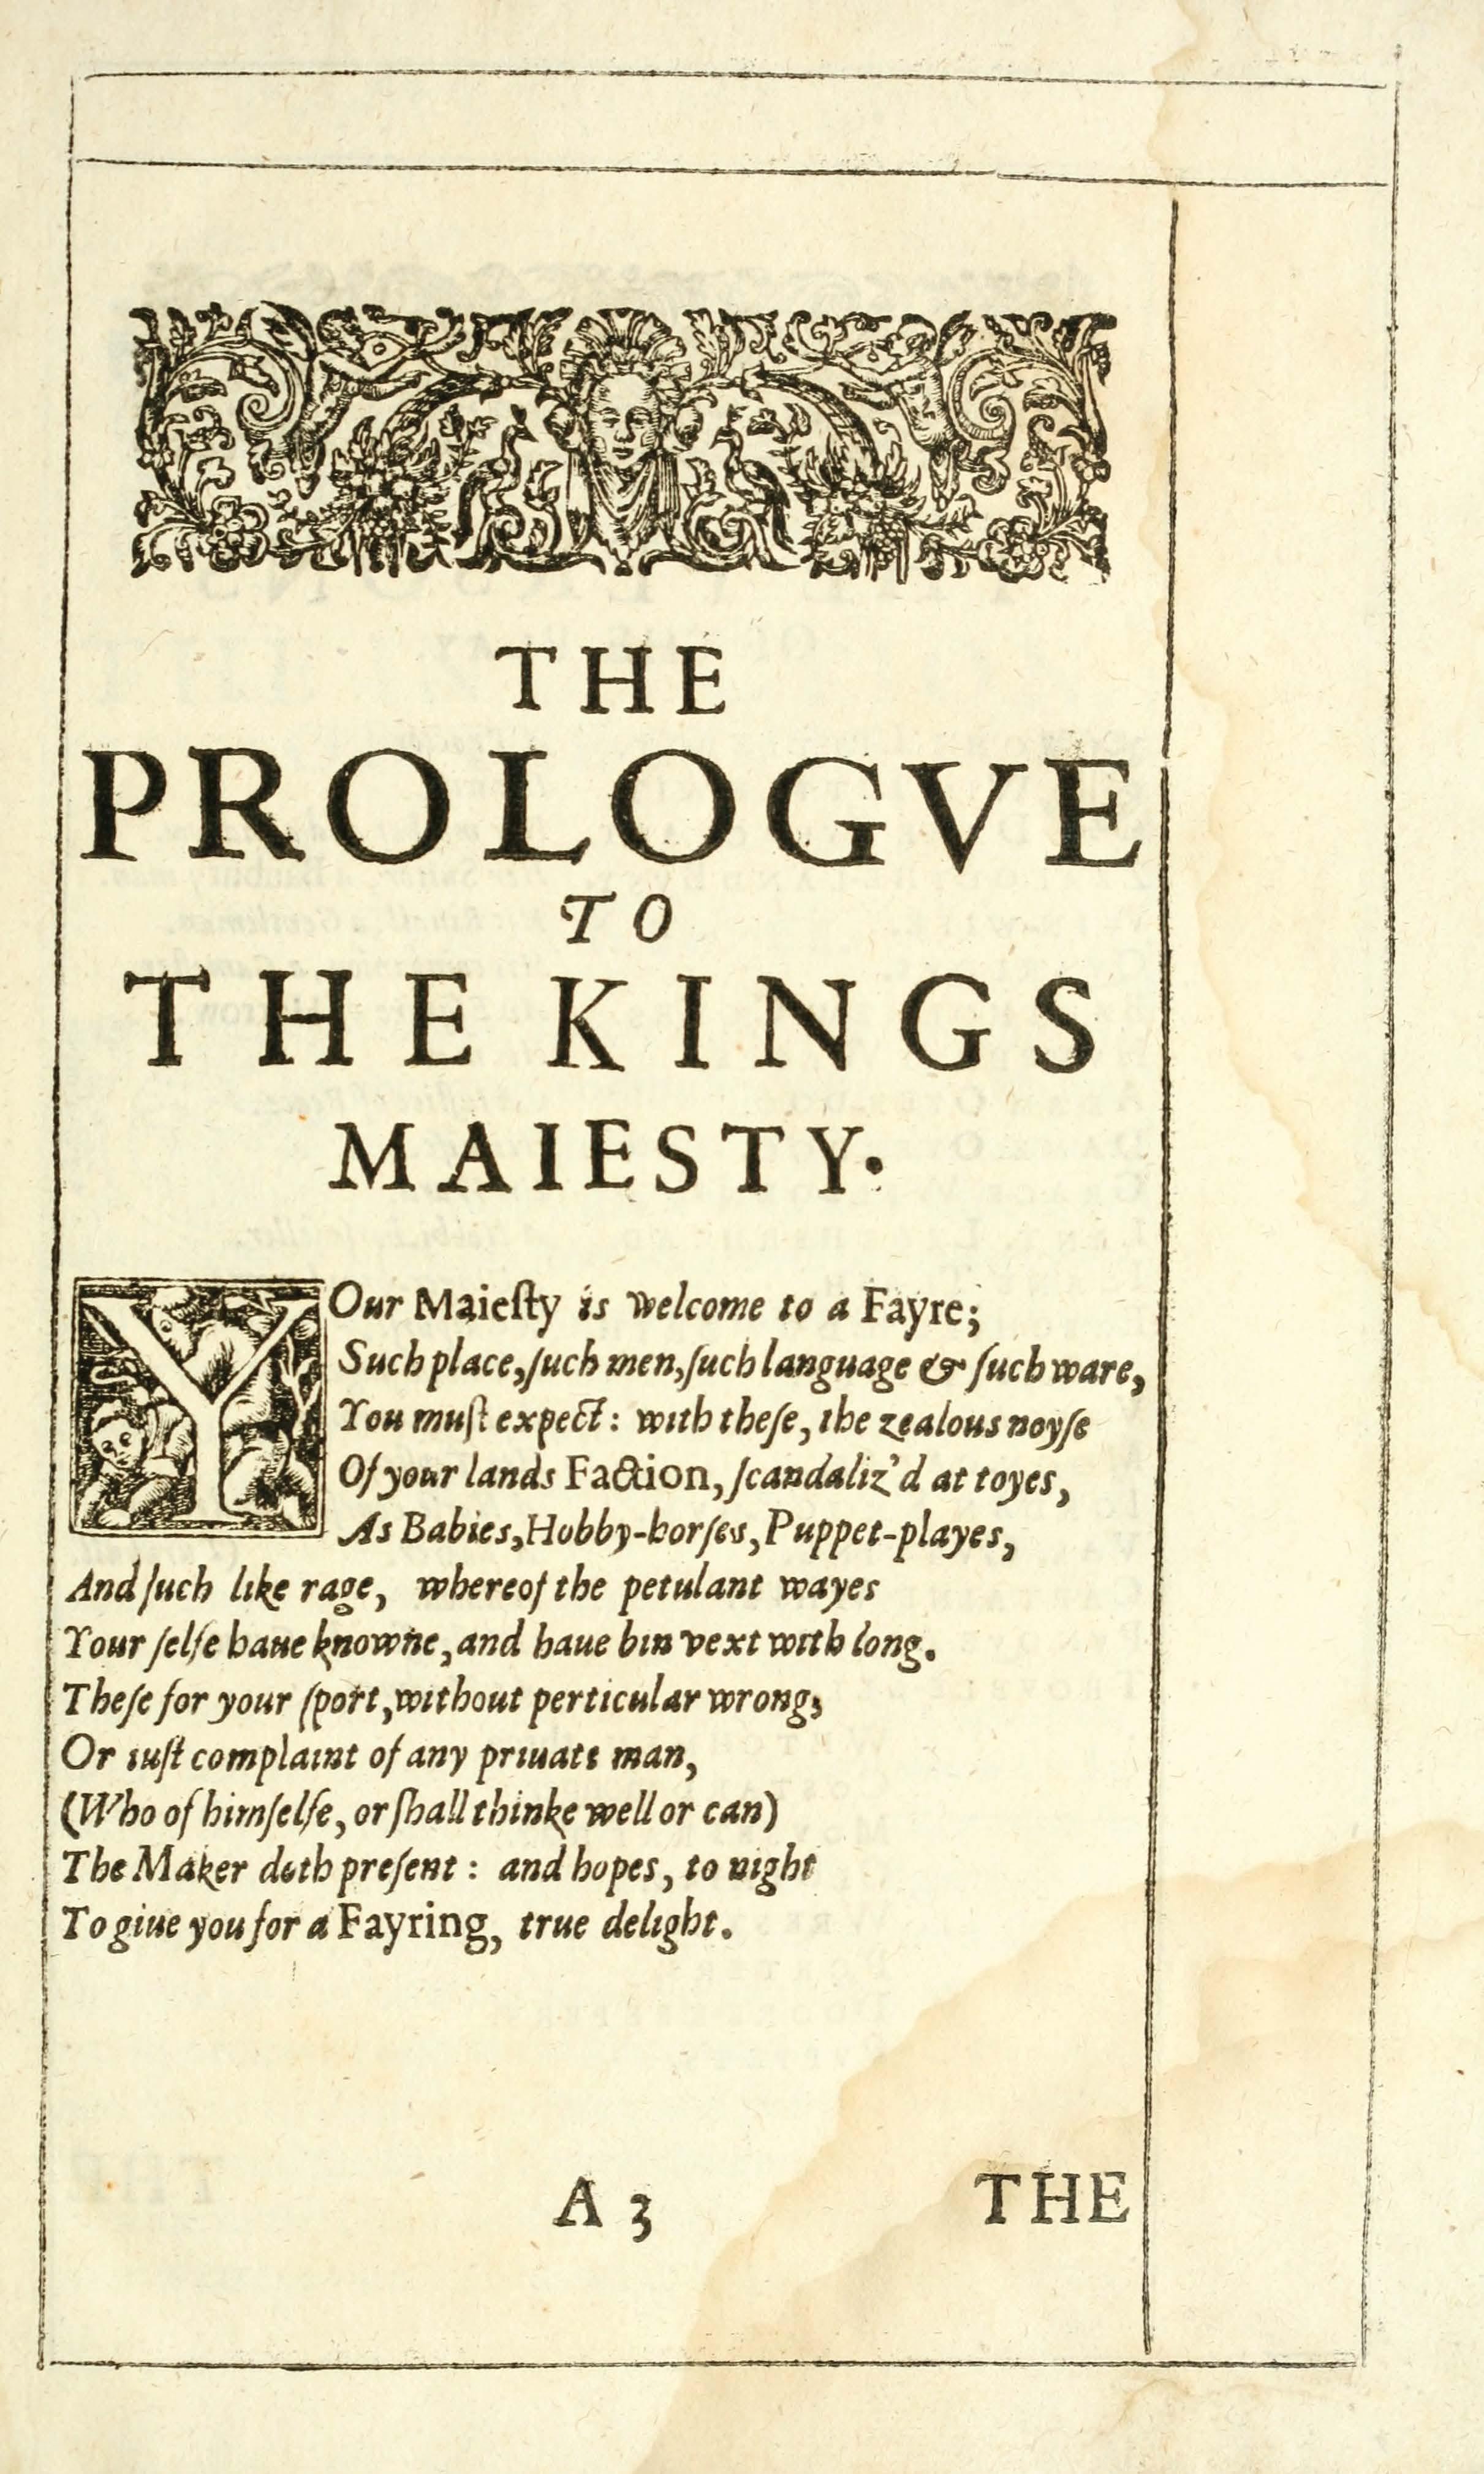 THE
PROLOGVE
TO
THE KINGS
MAIESTY.
YOur Maieſty is welcome to a Fayre;
Such place, ſuch men, ſuch language & ſuch ware,
You muſt expect: with theſe, the zealous noyſe
Of your lands Faction, ſcandaliz'd at toyes,
As Babies, Hobby-horſes, Puppet-playes,
And ſuch like rage, whereof the petulant wayes
Your ſelfe haue knowne, and haue bin vext with long.
Theſe for your ſport, without perticular wrong,
Or iuſt complaint of any priuate man,
(Who of himſelfe, or ſhall thinke well or can)
The Maker doth preſent: and hopes, to night
To giue you for a Fayring, true delight.
A 3
THE